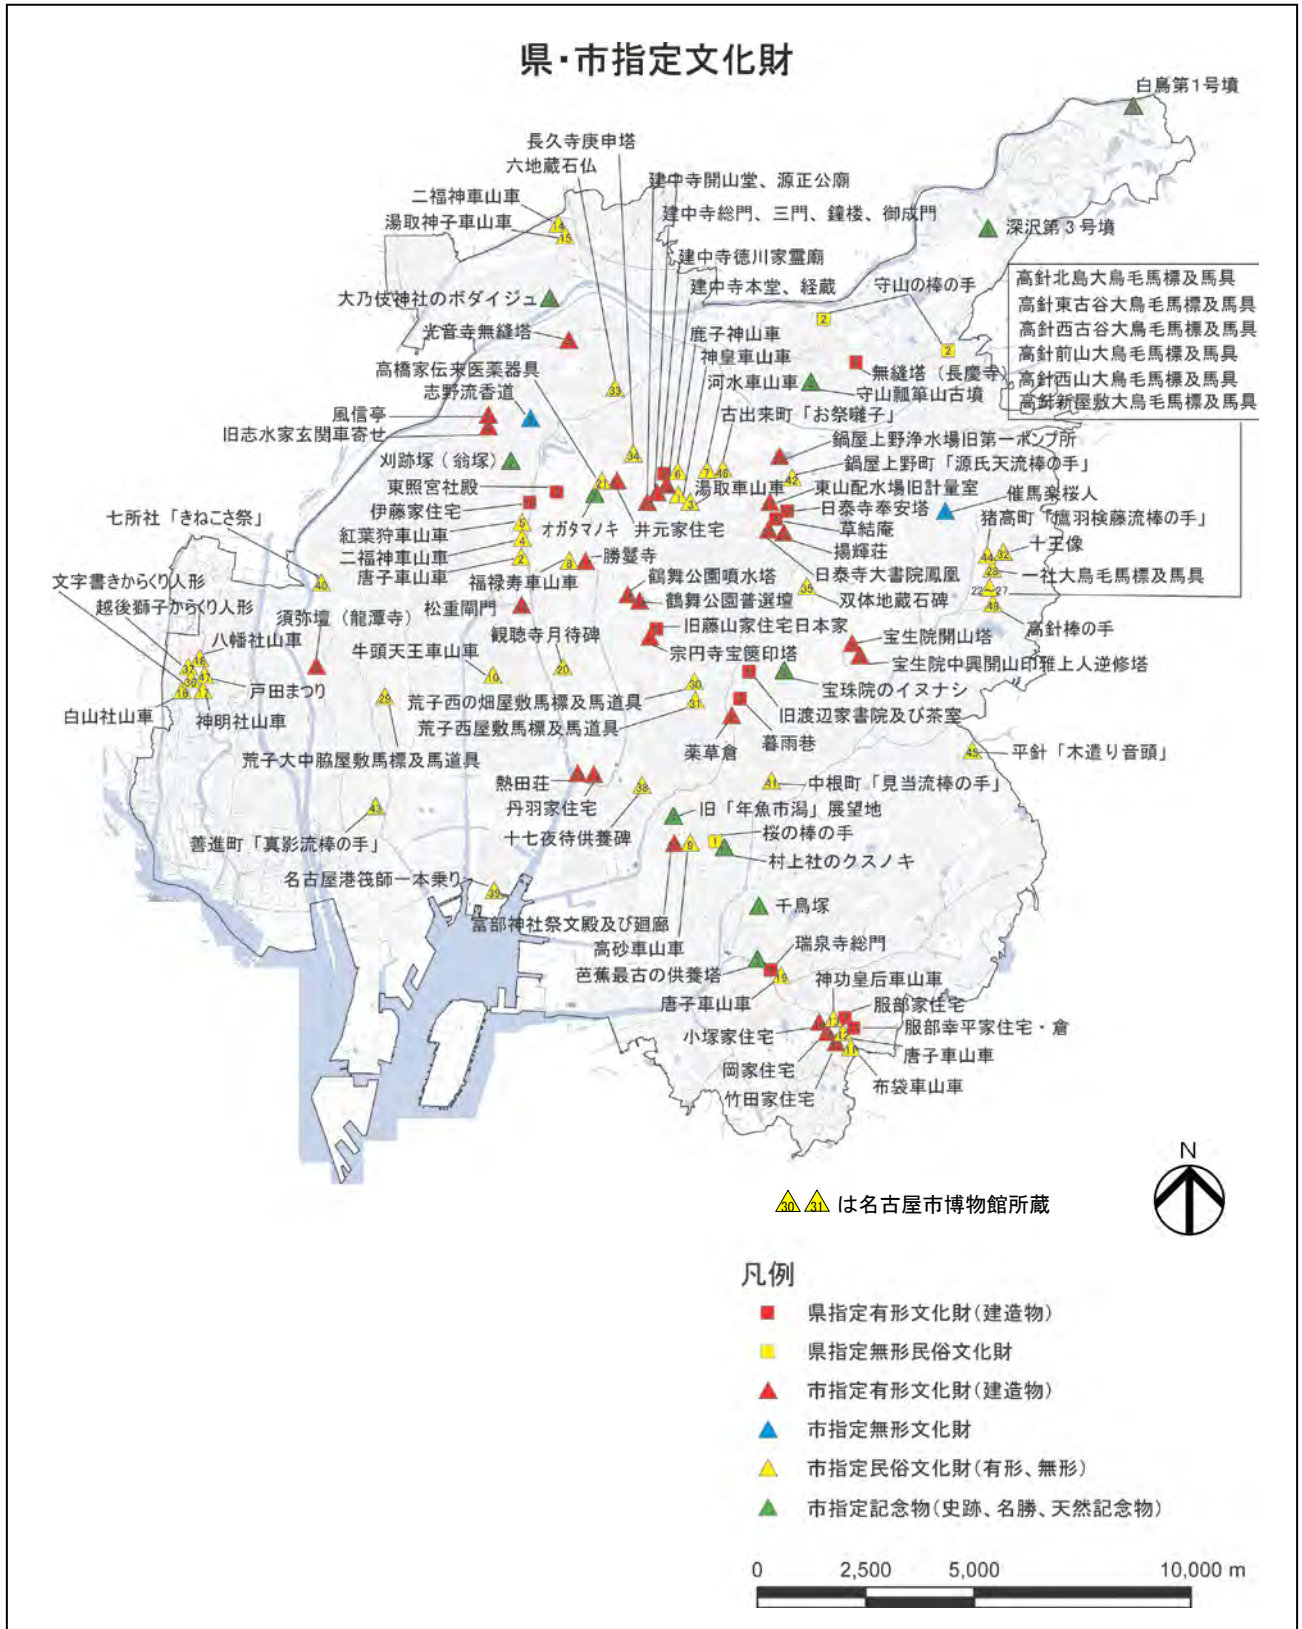 県・市指定文化財
白鳥第1号墳
長久寺庚申塔
六地蔵石仏
建中寺開山堂、源正公廟
二福神車山車
建中寺総門、三門、鐘楼、御成門
湯取神子車山車
深沢第3号墳
建中寺徳川家霊廟
建中寺本堂、経蔵
守山の棒の手
高針北島大鳥毛馬標及馬具
高針東古谷大鳥毛馬標及馬具
高針西古谷大鳥毛馬標及馬具
高針前山大鳥毛馬標及馬具
高針西山大鳥毛馬標及馬具
高針新屋敷大鳥毛馬標及馬具
大乃伎神社のボダイジュ
光音寺無縫塔
鹿子神山車
神皇車山車
高橋家伝来医薬器具
河水車山車
無縫塔（長慶寺）
守山瓢箪山古墳
志野流香道
風信亭
古出来町「お祭囃子」
旧志水家玄関車寄せ
鍋屋上野浄水場旧第一ポンプ所
刈跡塚（翁塚）
鍋屋上野町「源氏天流棒の手」
東照宮社殿
湯取車山車
東山配水場旧計量室
催馬楽桜人
七所社「きねこさ祭」
伊藤家住宅
日泰寺奉安塔
猪高町「鷹羽検藤流棒の手」
オガタマノキ
井元家住宅
草結庵
紅葉狩車山車
揚輝荘
十王像
二福神車山車
勝鬘寺
唐子車山車
福禄寿車山車
鶴舞公園噴水塔
日泰寺大書院鳳凰
一社大鳥毛馬標及馬具
文字書きからくり人形
22～27
越後獅子からくり人形
須弥壇（龍潭寺）
松重閘門
鶴舞公園普選壇
双体地蔵石碑
高針棒の手
八幡社山車
観聴寺月待碑
旧藤山家住宅日本家
宝生院開山塔
牛頭天王車山車
宗円寺宝篋印塔
宝生院中興開山印雅上人逆修塔
戸田まつり
宝珠院のイヌナシ
荒子西の畑屋敷馬標及馬道具
白山社山車
神明社山車
旧渡辺家書院及び茶室
荒子西屋敷馬標及馬道具
暮雨巷
薬草倉
平針「木遣り音頭」
荒子大中脇屋敷馬標及馬道具
熱田荘
中根町「見当流棒の手」
丹羽家住宅
旧「年魚市潟」展望地
十七夜待供養碑
桜の棒の手
善進町「真影流棒の手」
村上社のクスノキ
名古屋港筏師一本乗り
千鳥塚
富部神社祭文殿及び廻廊
高砂車山車
瑞泉寺総門
芭蕉最古の供養塔
神功皇后車山車
唐子車山車
服部家住宅
小塚家住宅
服部幸平家住宅・倉
唐子車山車
岡家住宅
布袋車山車
竹田家住宅
N
30 31 は名古屋市博物館所蔵
凡例
県指定有形文化財（建造物）
県指定無形民俗文化財
市指定有形文化財（建造物）
市指定無形文化財
市指定民俗文化財（有形、無形）
市指定記念物（史跡、名勝、天然記念物）
0 2,500 5,000 10,000 m